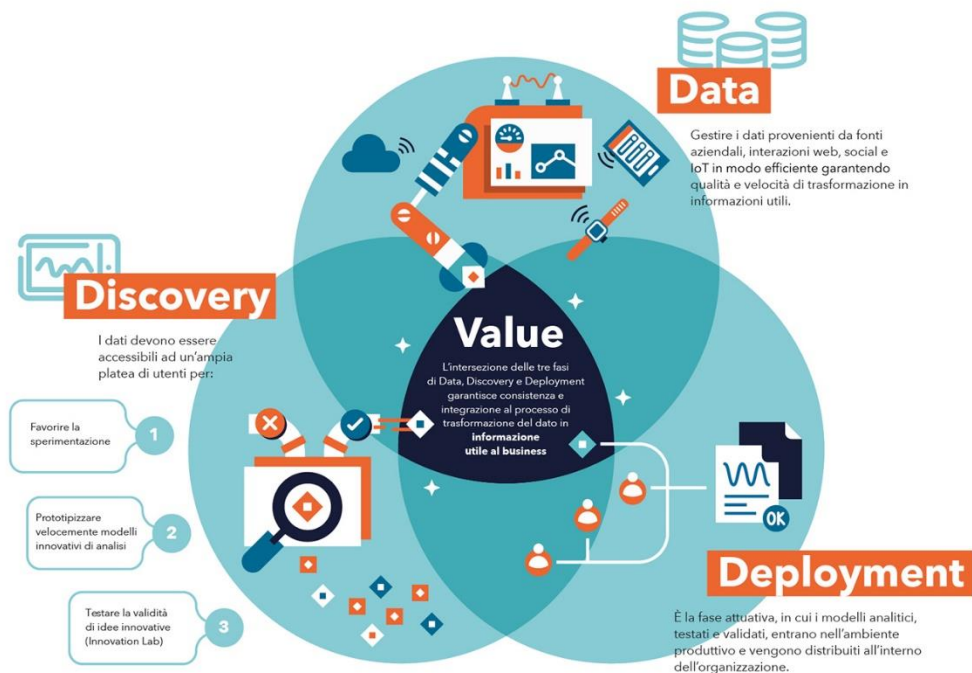 Data
Gestire i dati provenienti da fonti
aziendali, interazioni web, social e
IoT in modo efficiente garantendo
qualità e velocità di trasformazione in
informazioni utili.
Discovery
I dati devono essere
accessibili ad un'ampia
platea di utenti per:
Favorire la
sperimentazione
1
Prototipizzare
velocemente modelli
innovativi di analisi
2
Testare la validità
di idee innovative
(Innovation Lab)
3
Value
L'intersezione delle tre fasi
di Data, Discovery e Deployment
garantisce consistenza e
integrazione al processo di
trasformazione del dato in
informazione
utile al business
OK
Deployment
È la fase attuativa, in cui i modelli analitici,
testati e validati, entrano nell'ambiente
produttivo e vengono distribuiti all'interno
dell'organizzazione.